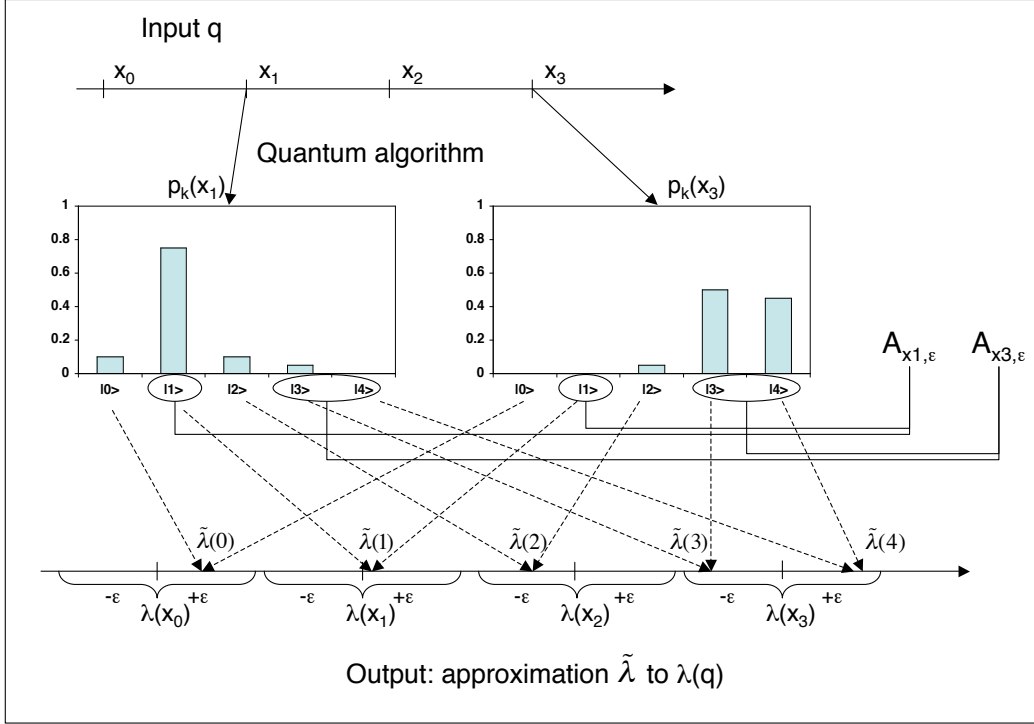 Input q
x0 x1 x2 x3
Quantum algorithm
pk(x1) pk(x3)
1 1
0.8 0.8
0.6 0.6
0.4 0.4
0.2 0.2
0 0
Ax1,ε Ax3,ε
|0> |1> |2> |3> |4> |0> |1> |2> |3> |4>
λ̃(0) λ̃(1) λ̃(2) λ̃(3) λ̃(4)
-ε +ε -ε +ε -ε +ε -ε +ε
λ(x0) λ(x1) λ(x2) λ(x3)
Output: approximation λ̃ to λ(q)